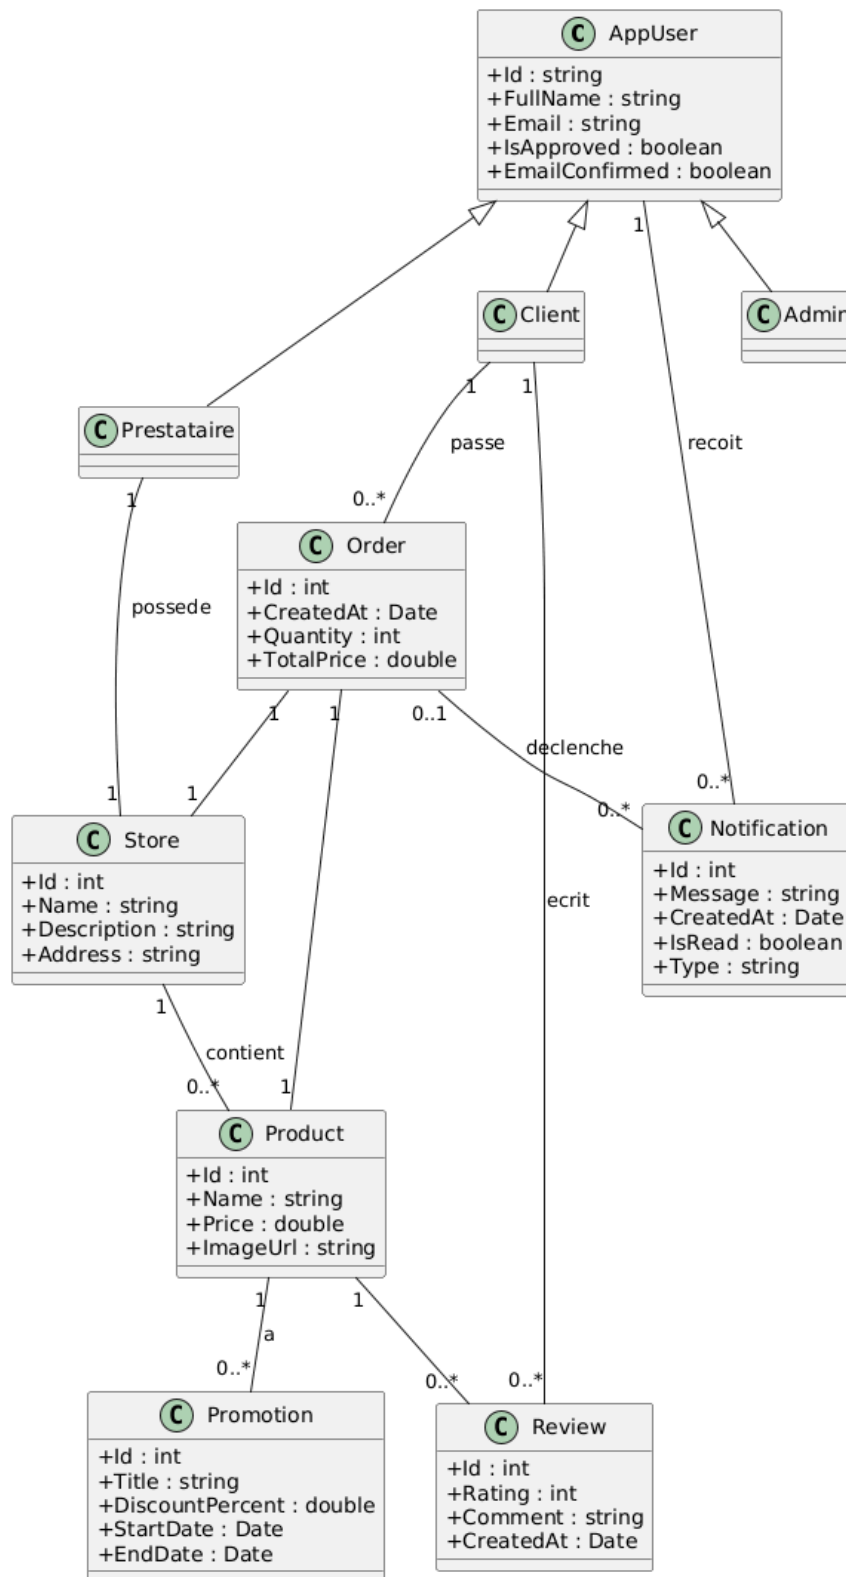 C AppUser
+Id : string
+FullName : string
+Email : string
+IsApproved : boolean
+EmailConfirmed : boolean
1
C Client
C Admin
C Prestataire
1
1
1
passe
recoit
0..*
C Order
+Id : int
+CreatedAt : Date
+Quantity : int
+TotalPrice : double
possede
1
1
0..1
declenche
1
1
0..*
0..*
C Store
+Id : int
+Name : string
+Description : string
+Address : string
C Notification
+Id : int
+Message : string
+CreatedAt : Date
+IsRead : boolean
+Type : string
ecrit
1
contient
0..*
1
C Product
+Id : int
+Name : string
+Price : double
+ImageUrl : string
1
1
a
0..*
0..*
0..*
C Promotion
+Id : int
+Title : string
+DiscountPercent : double
+StartDate : Date
+EndDate : Date
C Review
+Id : int
+Rating : int
+Comment : string
+CreatedAt : Date